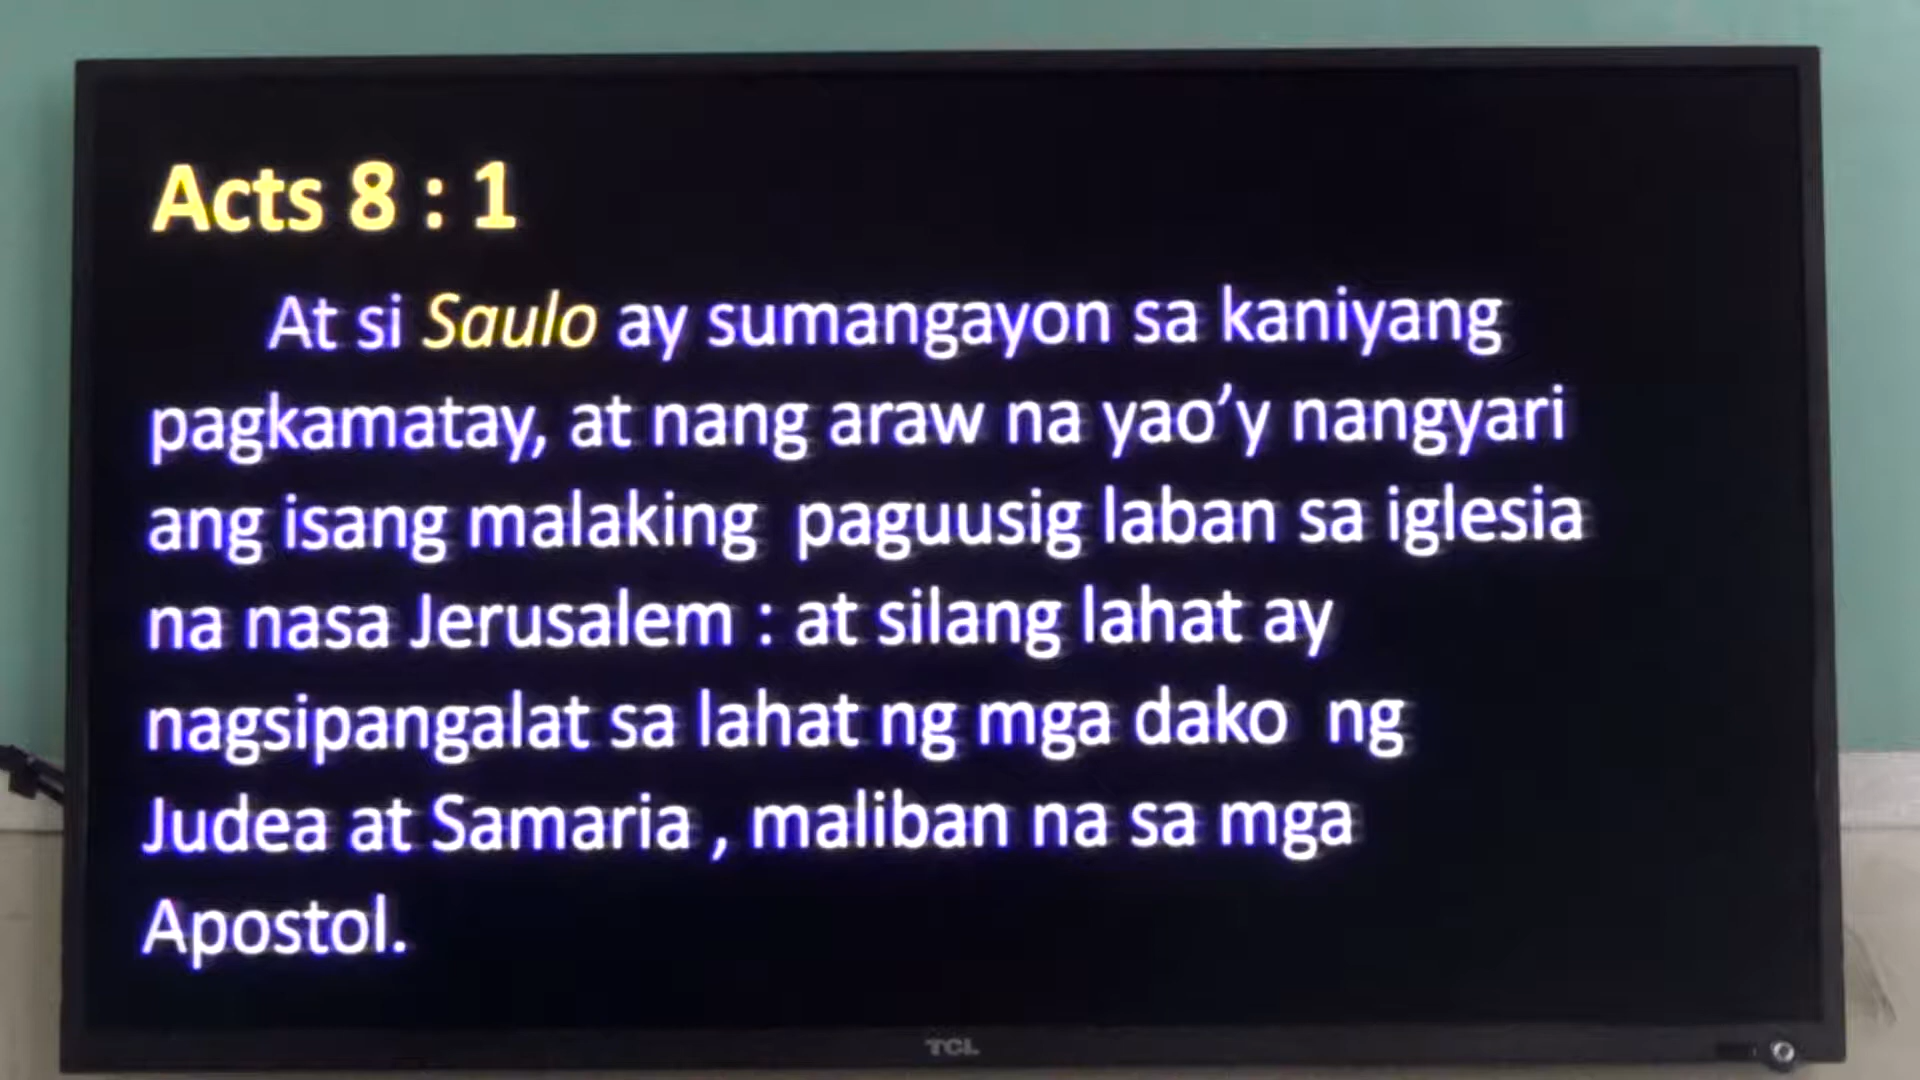 Acts 8 : 1
At si Saulo ay sumangayon sa kaniyang
pagkamatay, at nang araw na yao’y nangyari
ang isang malaking paguusig laban sa iglesia
na nasa Jerusalem : at silang lahat ay
nagsipangalat sa lahat ng mga dako ng
Judea at Samaria , maliban na sa mga
Apostol.
TCL